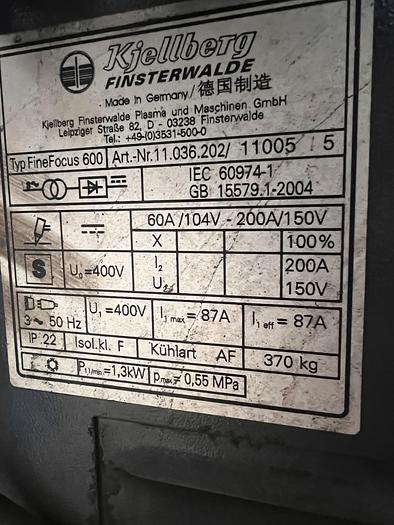 Kjellberg
FINSTERWALDE
Made in Germany/德国制造
Kjellberg Finsterwalde Plasma und Maschinen GmbH
Leipziger Straße 82, D - 03238 Finsterwalde
Tel.: +49-(0)3531-500-0
Typ FineFocus 600 Art.-Nr.11.036.202/ 11005 5
IEC 60974-1
GB 15579.1-2004
60A /104V - 200A/150V
X 100%
S U₀=400V I₂ 200A
U₂ 150V
3~ 50 Hz U₁ =400V I₁ max = 87A I₁ eff = 87A
IP 22 Isol.kl. F Kühlart AF 370 kg
P₁,₁/min.=1,3kW pmax= 0,55 MPa